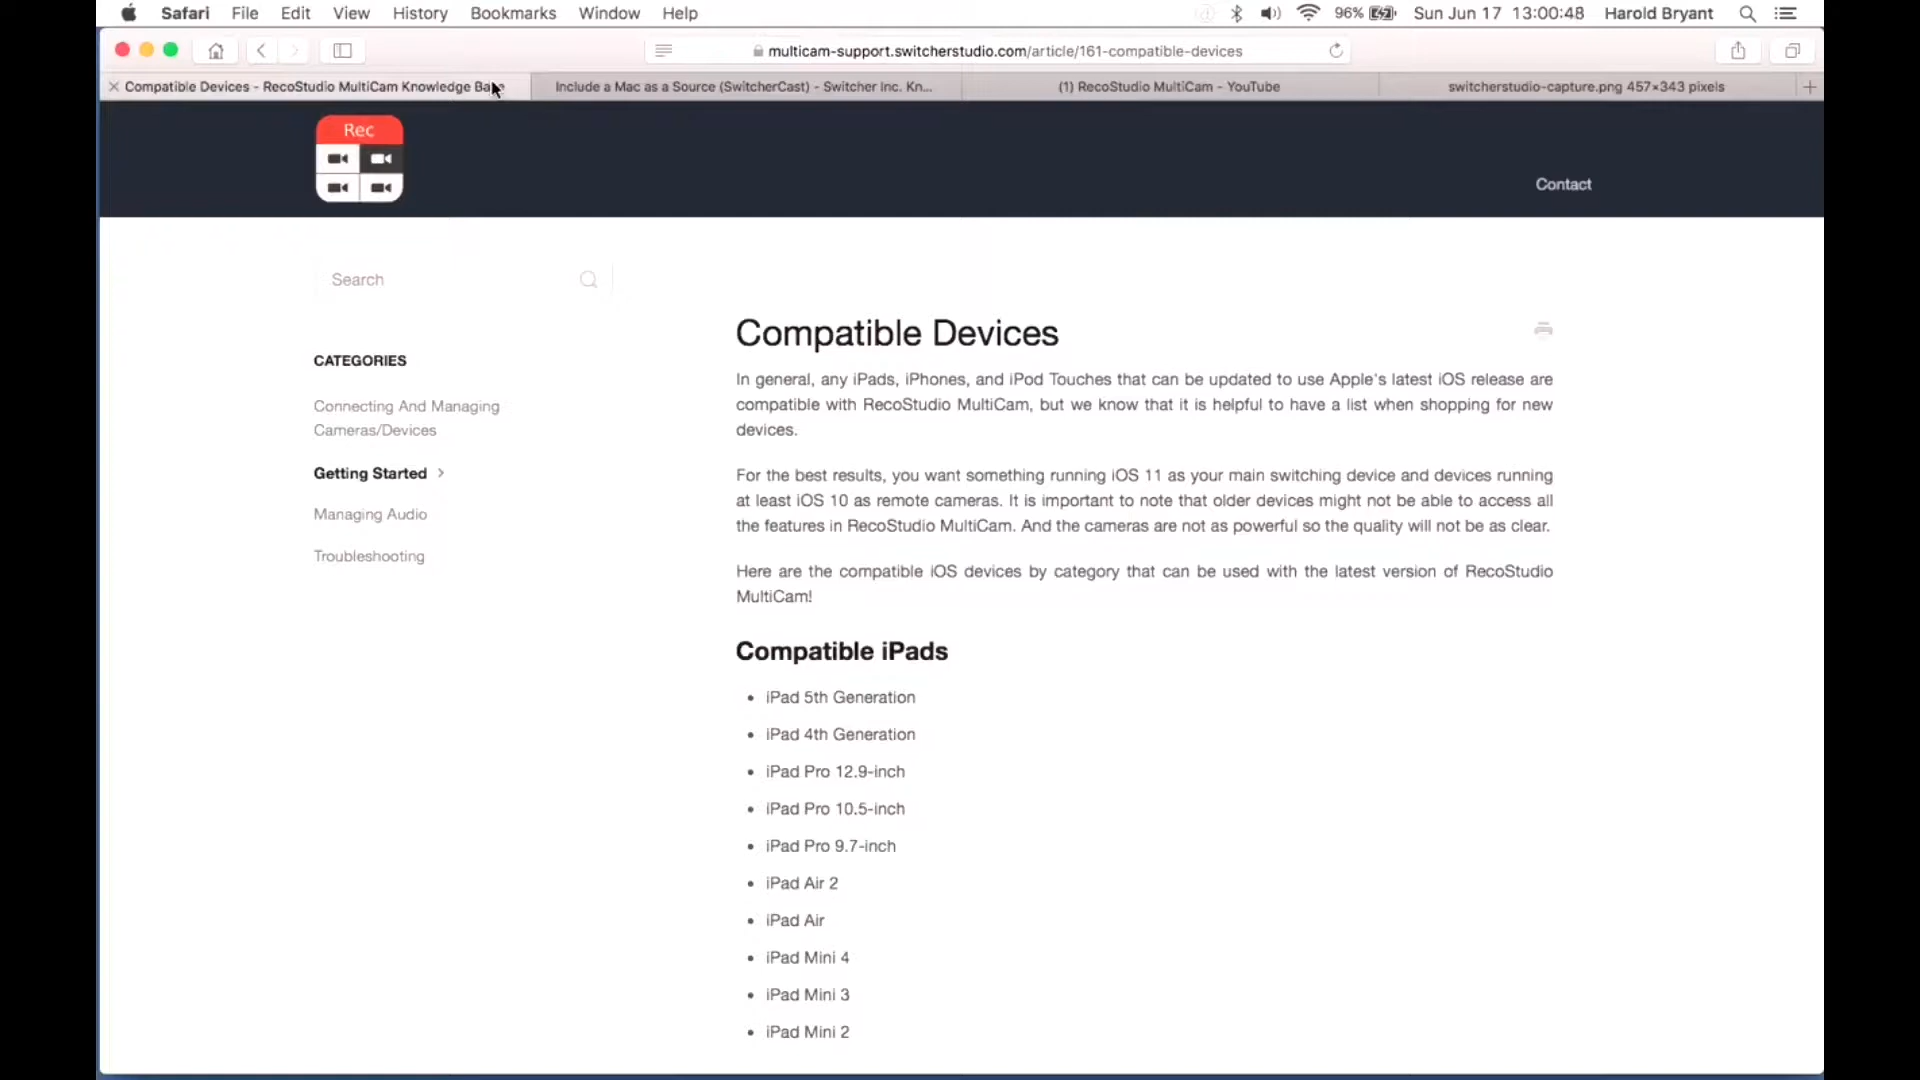 Safari File Edit View History Bookmarks Window Help 96% Sun Jun 17 13:00:48 Harold Bryant
multicam-support.switcherstudio.com/article/161-compatible-devices
Compatible Devices - RecoStudio MultiCam Knowledge Include a Mac as a Source (SwitcherCast) - Switcher Inc. Kn... (1) RecoStudio MultiCam - YouTube switcherstudio-capture.png 457×343 pixels
Rec
Contact
Search
CATEGORIES
Connecting And Managing
Cameras/Devices
Getting Started
Managing Audio
Troubleshooting
Compatible Devices
In general, any iPads, iPhones, and iPod Touches that can be updated to use Apple's latest iOS release are
compatible with RecoStudio MultiCam, but we know that it is helpful to have a list when shopping for new
devices.
For the best results, you want something running iOS 11 as your main switching device and devices running
at least iOS 10 as remote cameras. It is important to note that older devices might not be able to access all
the features in RecoStudio MultiCam. And the cameras are not as powerful so the quality will not be as clear.
Here are the compatible iOS devices by category that can be used with the latest version of RecoStudio
MultiCam!
Compatible iPads
• iPad 5th Generation
• iPad 4th Generation
• iPad Pro 12.9-inch
• iPad Pro 10.5-inch
• iPad Pro 9.7-inch
• iPad Air 2
• iPad Air
• iPad Mini 4
• iPad Mini 3
• iPad Mini 2